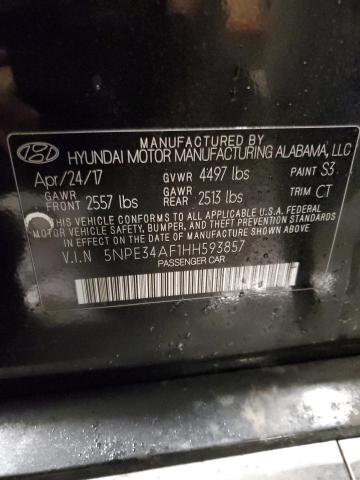 MANUFACTURED BY
HYUNDAI MOTOR MANUFACTURING ALABAMA, LLC
Apr/24/17 GVWR 4497 lbs PAINT S3
GAWR FRONT 2557 lbs GAWR REAR 2513 lbs TRIM CT
THIS VEHICLE CONFORMS TO ALL APPLICABLE U.S.A. FEDERAL
MOTOR VEHICLE SAFETY, BUMPER, AND THEFT PREVENTION STANDARDS
IN EFFECT ON THE DATE OF MANUFACTURE SHOWN ABOVE.
V.I.N 5NPE34AF1HH593857
PASSENGER CAR